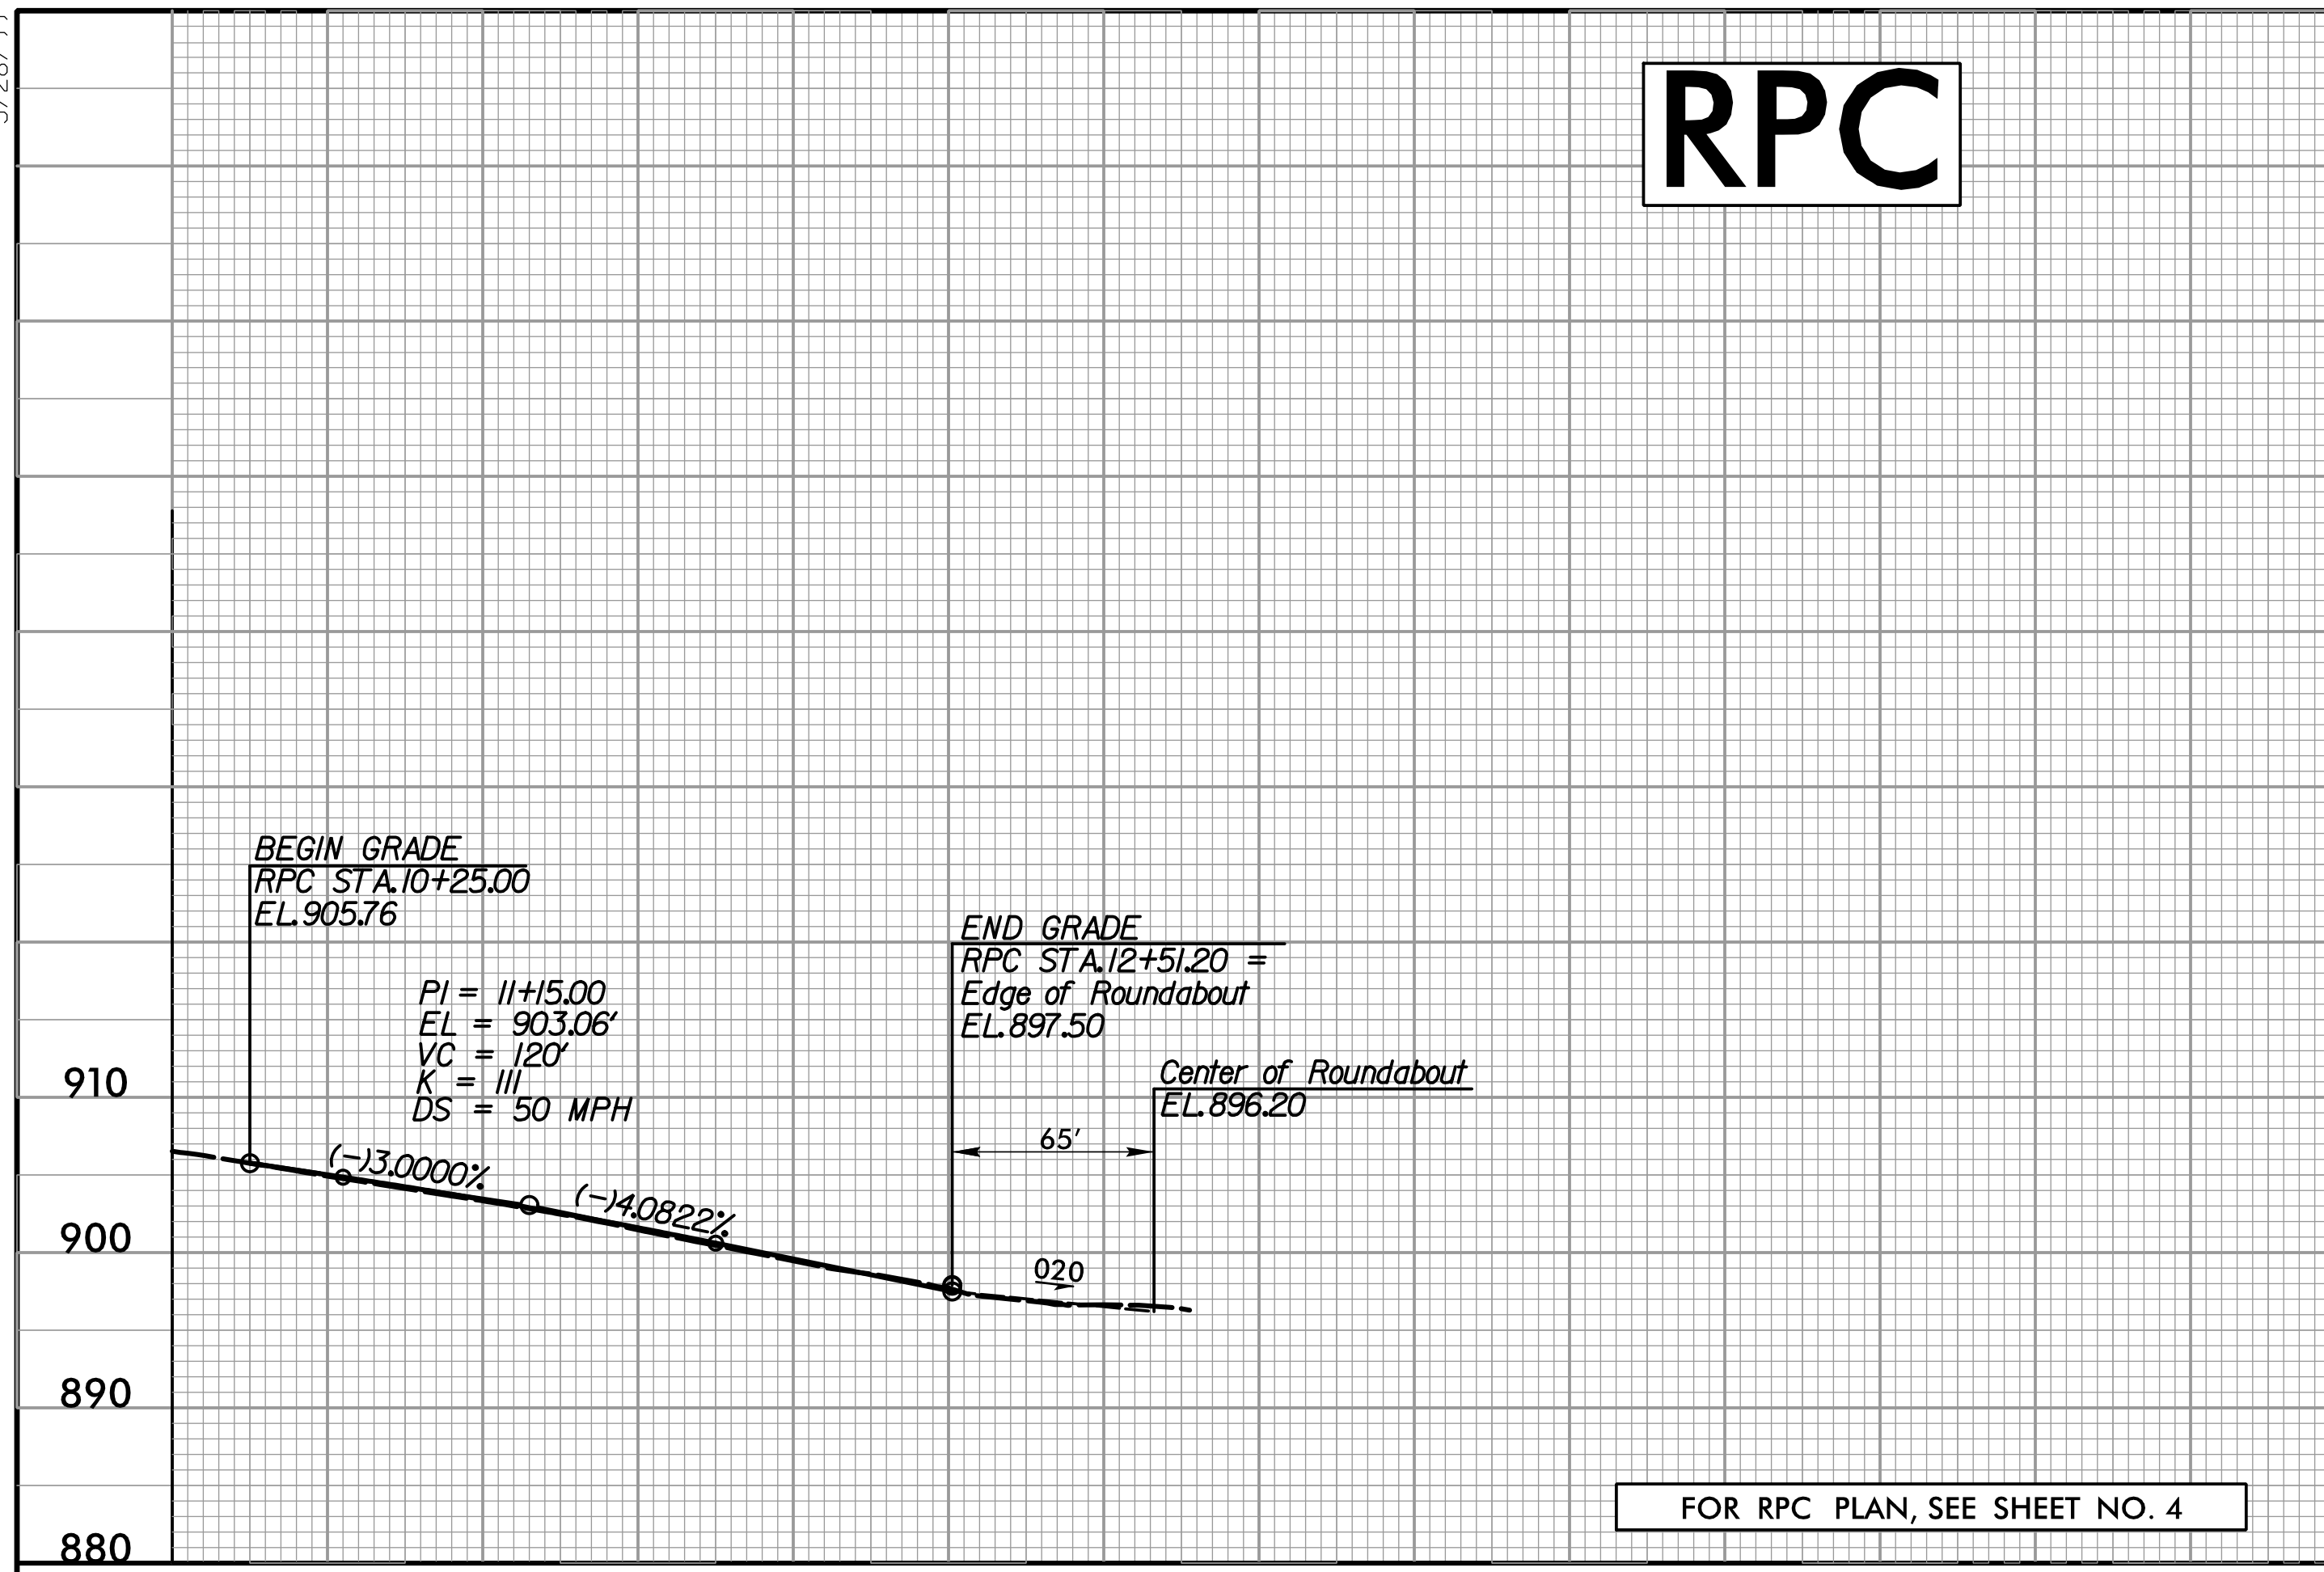 RPC
BEGIN GRADE
RPC STA.10+25.00
EL.905.76
PI = 11+15.00
EL = 903.06'
VC = 120'
K = 111
DS = 50 MPH
END GRADE
RPC STA.12+51.20 =
Edge of Roundabout
EL.897.50
Center of Roundabout
EL.896.20
65'
(-)3.0000%
(-)4.0822%
020
910
900
890
880
FOR RPC PLAN, SEE SHEET NO. 4